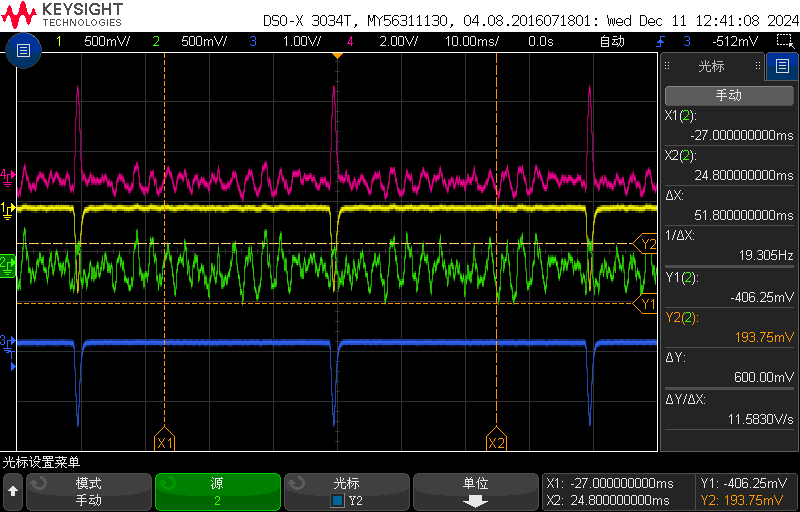 KEYSIGHT
TECHNOLOGIES
DSO-X 3034T, MY56311130, 04.08.2016071801: Wed Dec 11 12:41:08 2024
1 500mV/ 2 500mV/ 3 1.00V/ 4 2.00V/ 10.00ms/ 0.0s 自动 3 -512mV
光标
手动
X1(2):
-27.000000000ms
X2(2):
24.800000000ms
ΔX:
51.800000000ms
1/ΔX:
19.305Hz
Y1(2):
-406.25mV
Y2(2):
193.75mV
ΔY:
600.00mV
ΔY/ΔX:
11.5830V/s
4
1
Y2
2
Y1
3
X1 X2
光标设置菜单
模式
手动
源
2
光标
Y2
单位
X1: -27.000000000ms
X2: 24.800000000ms
Y1: -406.25mV
Y2: 193.75mV